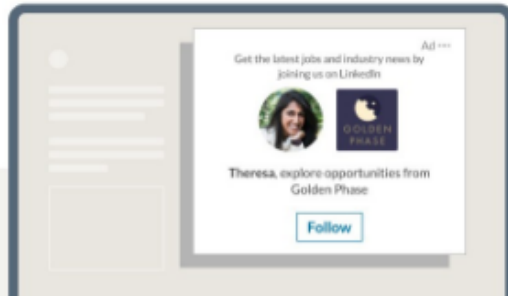 Ad ···
Get the latest jobs and industry news by
joining us on LinkedIn
GOLDEN
PHASE
Theresa, explore opportunities from
Golden Phase
Follow